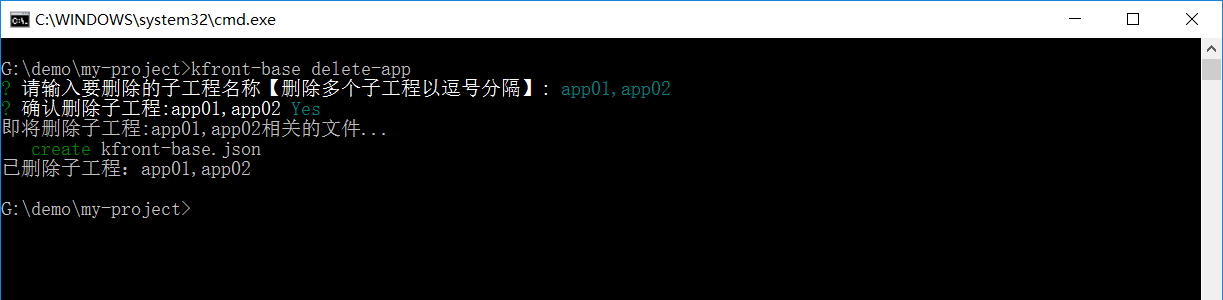 C:\WINDOWS\system32\cmd.exe
G:\demo\my-project>kfront-base delete-app
? 请输入要删除的子工程名称【删除多个子工程以逗号分隔】: app01,app02
? 确认删除子工程:app01,app02 Yes
即将删除子工程:app01,app02相关的文件...
create kfront-base.json
已删除子工程: app01,app02
G:\demo\my-project>